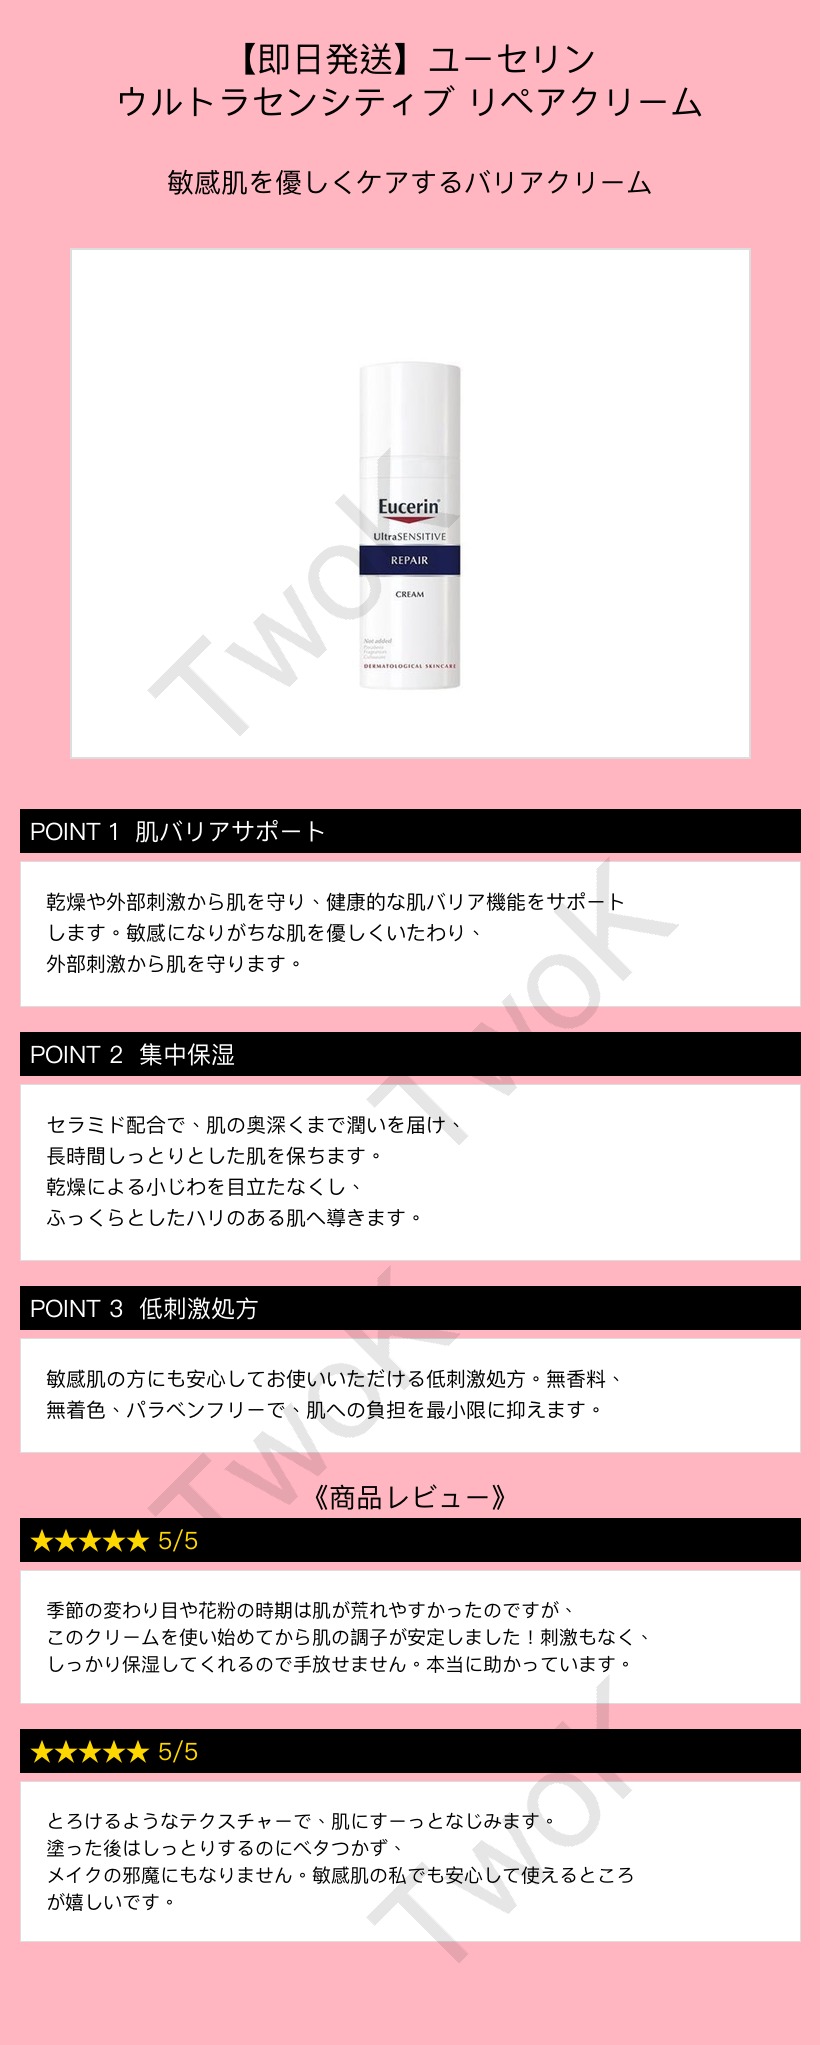 【即日発送】ユーセリン
ウルトラセンシティブ リペアクリーム
敏感肌を優しくケアするバリアクリーム
Eucerin
UltraSENSITIVE
REPAIR
CREAM
Not added
DERMATOLOGICAL SKINCARE
TwoK
POINT 1 肌バリアサポート
乾燥や外部刺激から肌を守り、健康的な肌バリア機能をサポート
します。敏感になりがちな肌を優しくいたわり、
外部刺激から肌を守ります。
TwoK
POINT 2 集中保湿
セラミド配合で、肌の奥深くまで潤いを届け、
長時間しっとりとした肌を保ちます。
乾燥による小じわを目立たなくし、
ふっくらとしたハリのある肌へ導きます。
POINT 3 低刺激処方
敏感肌の方にも安心してお使いいただける低刺激処方。無香料、
無着色、パラベンフリーで、肌への負担を最小限に抑えます。
TwoK
《商品レビュー》
★★★★★ 5/5
季節の変わり目や花粉の時期は肌が荒れやすかったのですが、
このクリームを使い始めてから肌の調子が安定しました！刺激もなく、
しっかり保湿してくれるので手放せません。本当に助かっています。
★★★★★ 5/5
とろけるようなテクスチャーで、肌にすーっとなじみます。
塗った後はしっとりするのにベタつかず、
メイクの邪魔にもなりません。敏感肌の私でも安心して使えるところ
が嬉しいです。
TwoK